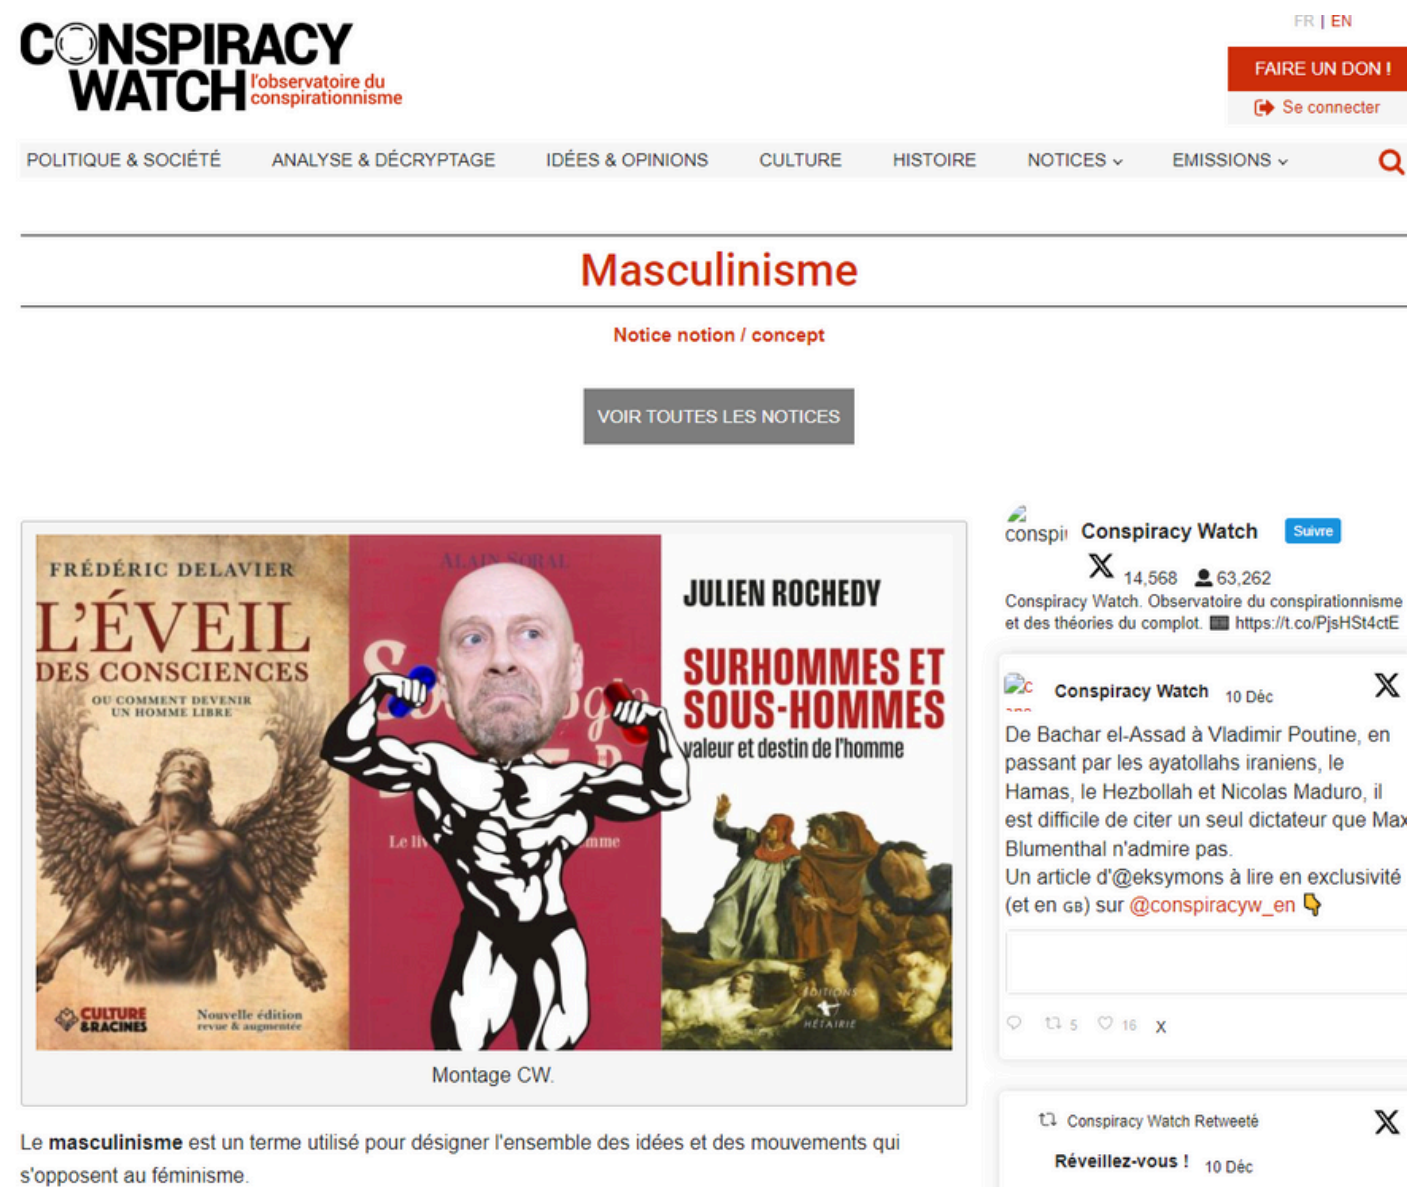 FR | EN
CONSPIRACY
WATCH
l'observatoire du
conspirationnisme
FAIRE UN DON !
Se connecter
POLITIQUE & SOCIÉTÉ ANALYSE & DÉCRYPTAGE IDÉES & OPINIONS CULTURE HISTOIRE NOTICES EMISSIONS
Masculinisme
Notice notion / concept
VOIR TOUTES LES NOTICES
FRÉDÉRIC DELAVIER
L'ÉVEIL
DES CONSCIENCES
OU COMMENT DEVENIR
UN HOMME LIBRE
CULTURE
& RACINES
Nouvelle édition
revue & augmentée
ALAIN SORAL
JULIEN ROCHEDY
SURHOMMES ET
SOUS-HOMMES
valeur et destin de l'homme
EDITIONS
HÉTAIRIE
Montage CW.
Le masculinisme est un terme utilisé pour désigner l'ensemble des idées et des mouvements qui
s'opposent au féminisme.
Conspiracy Watch
Suivre
14,568 63,262
Conspiracy Watch. Observatoire du conspirationnisme
et des théories du complot. https://t.co/PjsHSt4ctE
Conspiracy Watch 10 Déc
De Bachar el-Assad à Vladimir Poutine, en
passant par les ayatollahs iraniens, le
Hamas, le Hezbollah et Nicolas Maduro, il
est difficile de citer un seul dictateur que Max
Blumenthal n'admire pas.
Un article d'@eksymons à lire en exclusivité
(et en GB) sur @conspiracyw_en
5 16 X
Conspiracy Watch Retweeté
Réveillez-vous ! 10 Déc